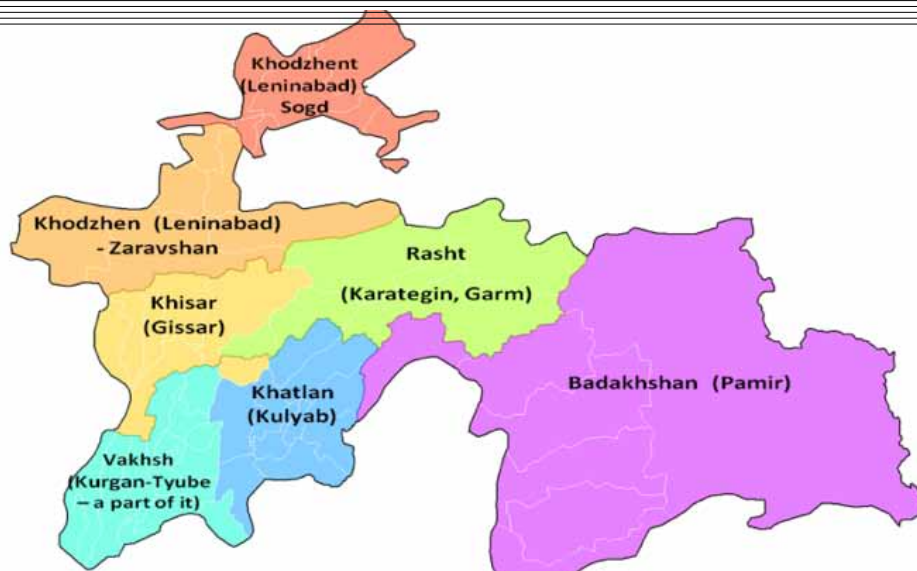 Khodzhent
(Leninabad)
Sogd
Khodzhen (Leninabad)
- Zaravshan
Rasht
(Karategin, Garm)
Khisar
(Gissar)
Badakhshan (Pamir)
Khatlan
(Kulyab)
Vakhsh
(Kurgan-Tyube
– a part of it)